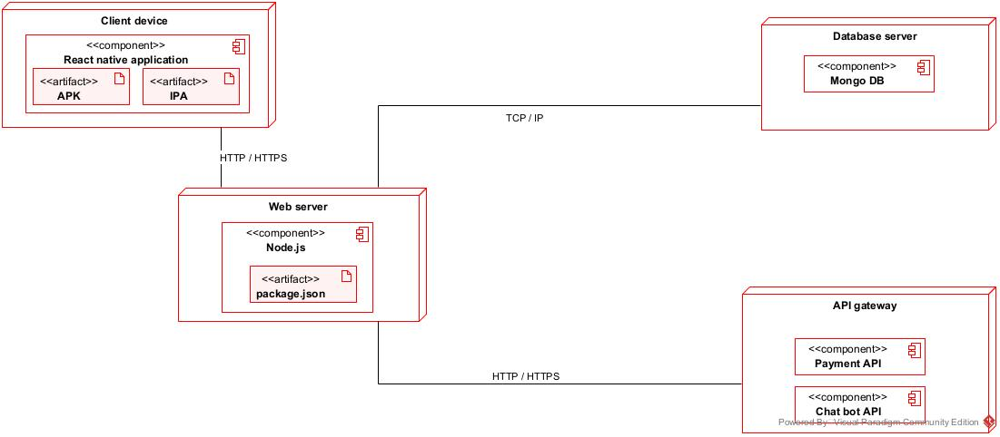 Client device
<<component>>
React native application
<<artifact>>
APK
<<artifact>>
IPA
Database server
<<component>>
Mongo DB
TCP / IP
HTTP / HTTPS
Web server
<<component>>
Node.js
<<artifact>>
package.json
API gateway
<<component>>
Payment API
HTTP / HTTPS
<<component>>
Chat bot API
Powered By Visual Paradigm Community Edition